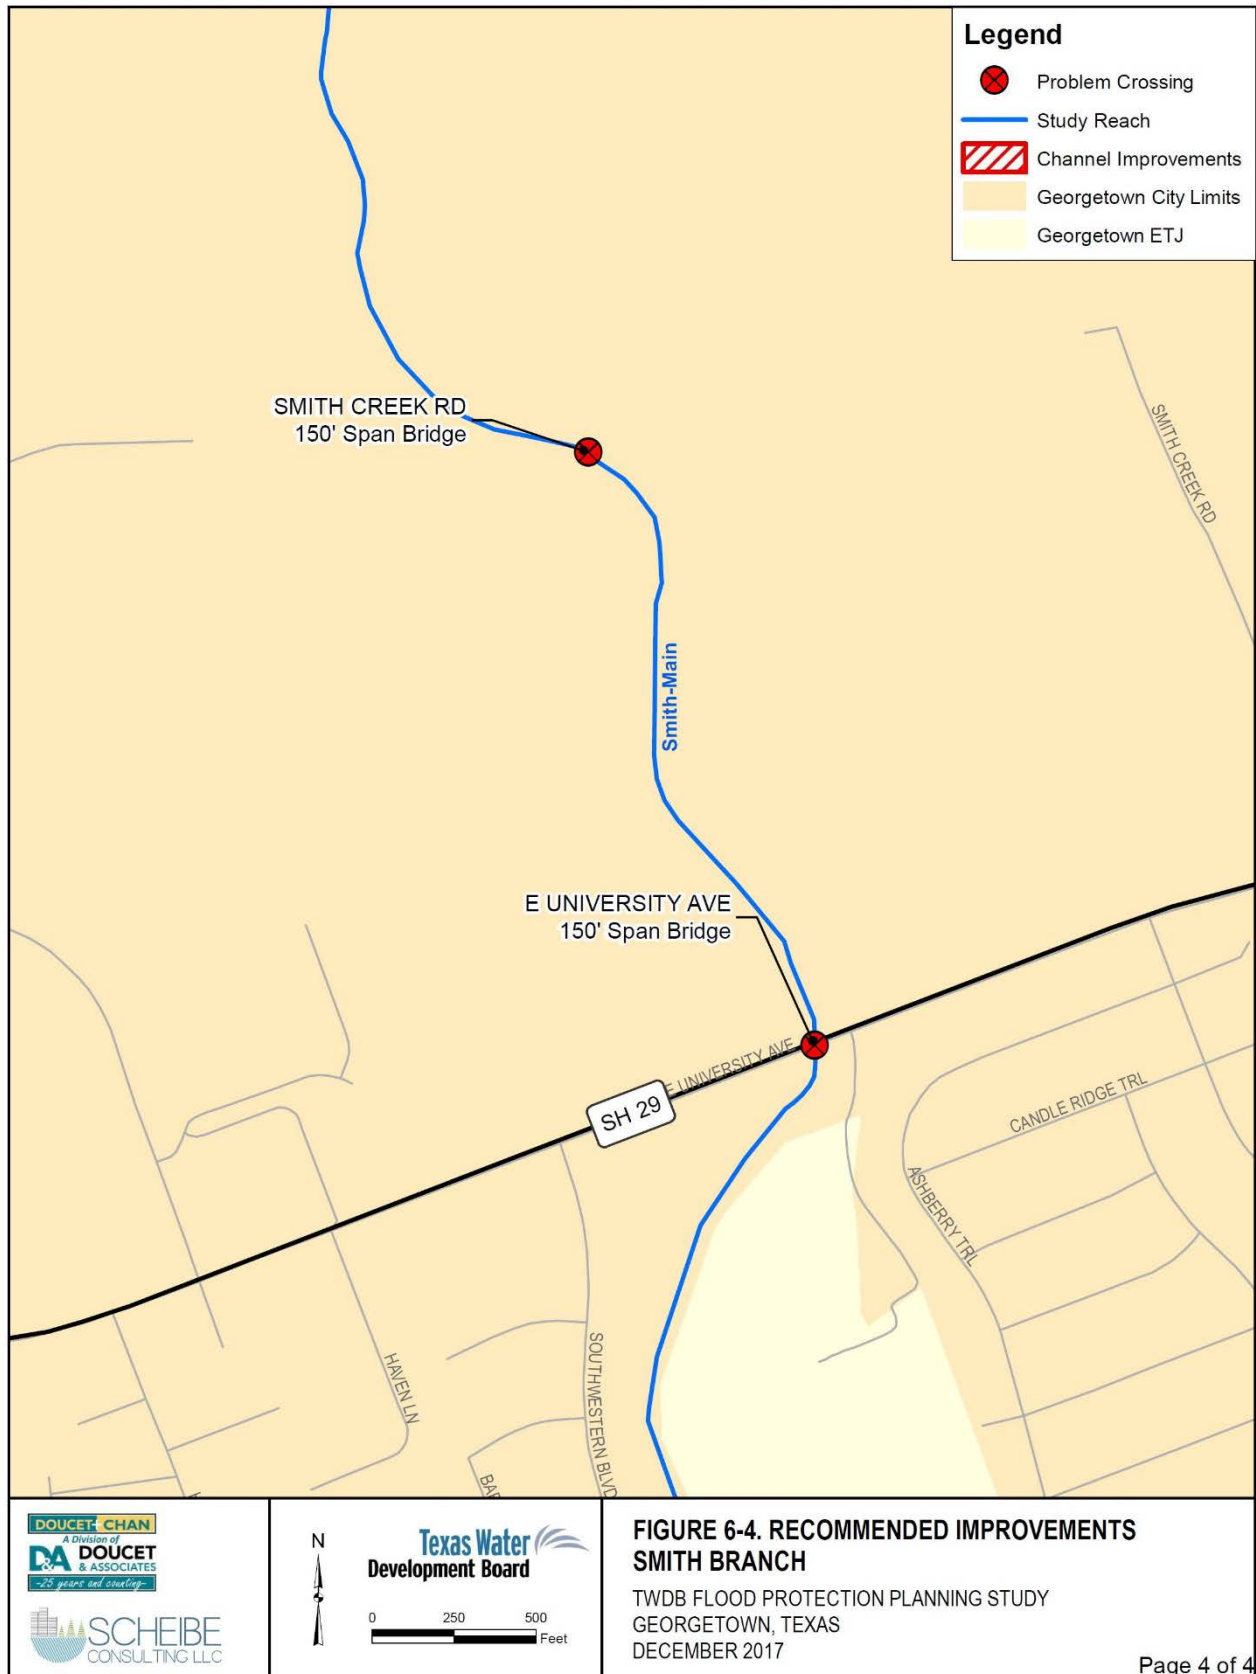 Legend
Problem Crossing
Study Reach
Channel Improvements
Georgetown City Limits
Georgetown ETJ
SMITH CREEK RD
150' Span Bridge
SMITH CREEK RD
Smith-Main
E UNIVERSITY AVE
150' Span Bridge
E UNIVERSITY AVE
SH 29
CANDLE RIDGE TRL
ASHBERRY TRL
HAVEN LN
SOUTHWESTERN BLVD
DOUCET+CHAN
A Division of
D&A DOUCET
& ASSOCIATES
-25 years and counting-
SCHEIBE
CONSULTING LLC
N
Texas Water
Development Board
0 250 500
Feet
FIGURE 6-4. RECOMMENDED IMPROVEMENTS
SMITH BRANCH
TWDB FLOOD PROTECTION PLANNING STUDY
GEORGETOWN, TEXAS
DECEMBER 2017
Page 4 of 4